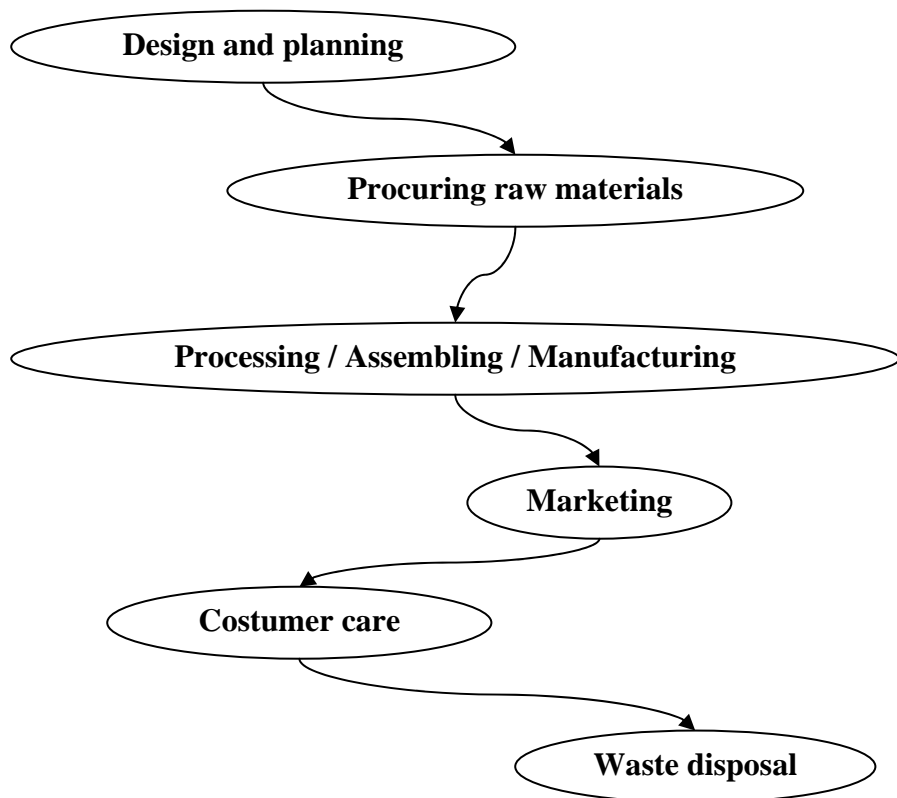 Design and planning
Procuring raw materials
Processing / Assembling / Manufacturing
Marketing
Costumer care
Waste disposal